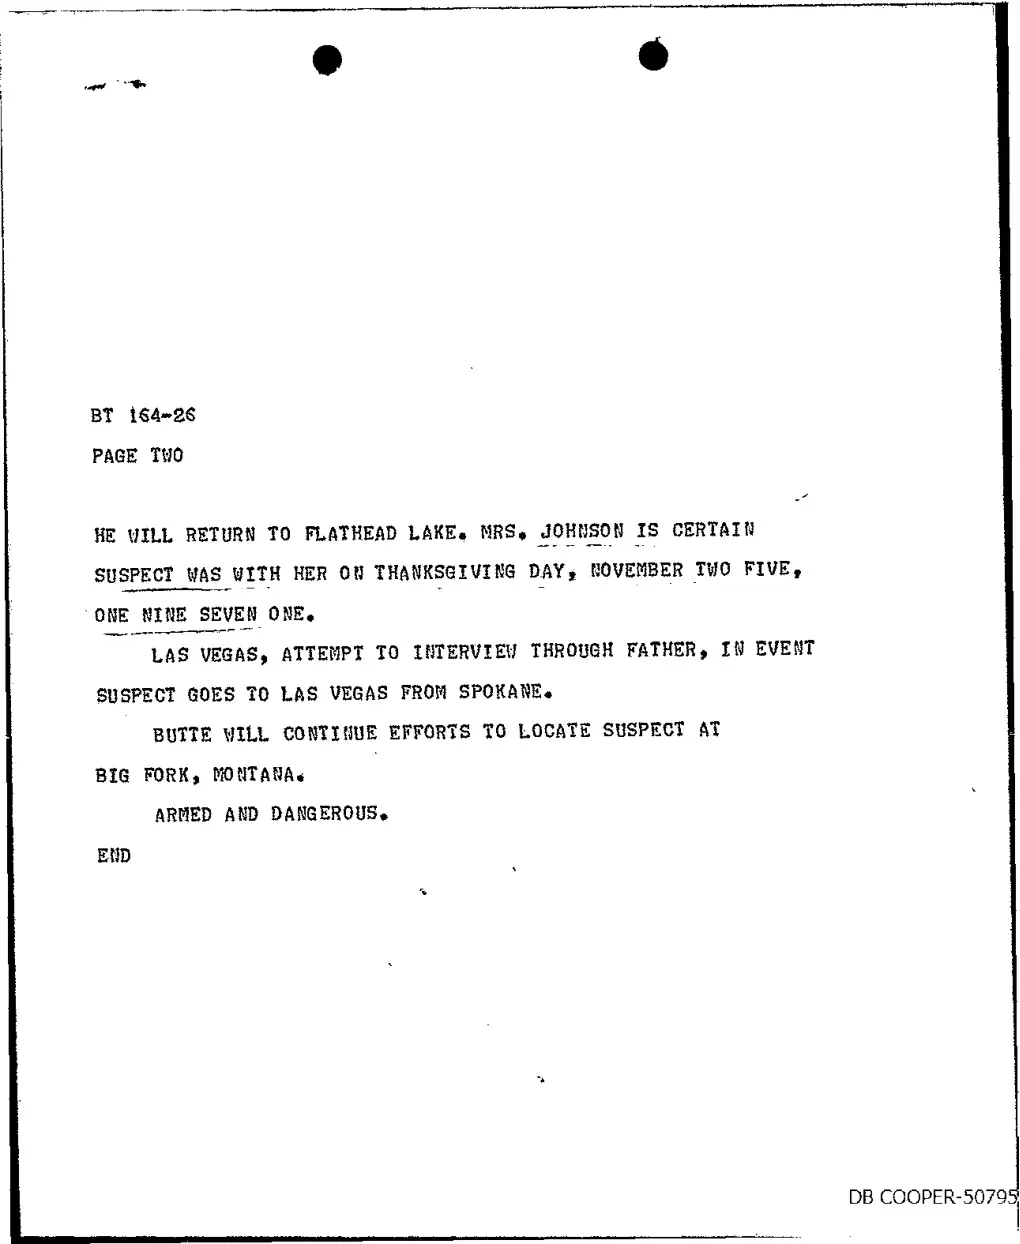 BT 164-26
PAGE TWO
HE WILL RETURN TO FLATHEAD LAKE. MRS. JOHNSON IS CERTAIN
SUSPECT WAS WITH HER ON THANKSGIVING DAY, NOVEMBER TWO FIVE,
ONE NINE SEVEN ONE.
LAS VEGAS, ATTEMPT TO INTERVIEW THROUGH FATHER, IN EVENT
SUSPECT GOES TO LAS VEGAS FROM SPOKANE.
BUTTE WILL CONTINUE EFFORTS TO LOCATE SUSPECT AT
BIG FORK, MONTANA.
ARMED AND DANGEROUS.
END
DB COOPER-50795